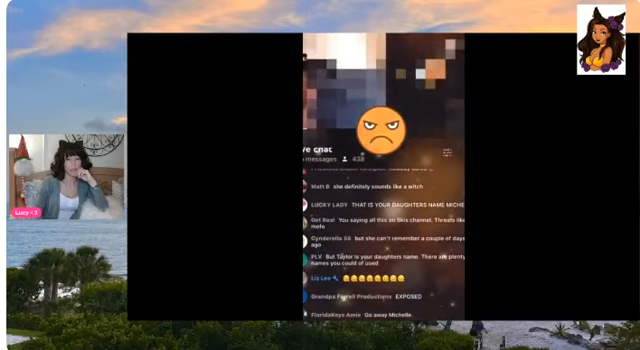 ve chat
messages 438
Matt B she definitely sounds like a witch
LUCKY LADY THAT IS YOUR DAUGHTERS NAME MICHE
Get Real You saying all this on Skis channel. Threats like
mofo
Cynderella 55 but she can't remember a couple of days
ago
PLV But Taylor is your daughters name. There are plenty
names you could of used
Liz Lee
Grandpa Farrell Productions EXPOSED
FloridaKeys Amie Go away Michelle.
Lucy <3